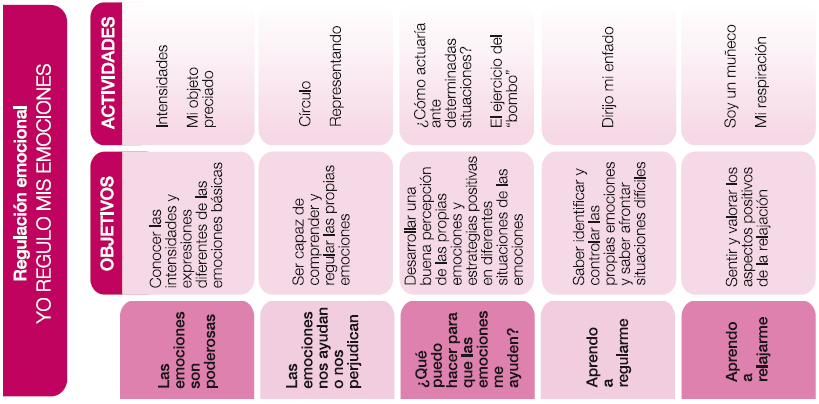 Regulación emocional
YO REGULO MIS EMOCIONES
OBJETIVOS
ACTIVIDADES
Las
emociones
son
poderosas
Conocer las
intensidades y
expresiones
diferentes de las
emociones básicas
Intensidades
Mi objeto
preciado
Las
emociones
nos ayudan
o nos
perjudican
Ser capaz de
comprender y
regular las propias
emociones
Círculo
Representando
¿Qué
puedo
hacer para
que las
emociones
me
ayuden?
Desarrollar una
buena percepción
de las propias
emociones y
estrategias positivas
en diferentes
situaciones de las
emociones
¿Cómo actuaría
ante
determinadas
situaciones?
El ejercicio del
“bombo”
Aprendo
a
regularme
Saber identificar y
controlar las
propias emociones
y saber afrontar
situaciones difíciles
Dirijo mi enfado
Aprendo
a
relajarme
Sentir y valorar los
aspectos positivos
de la relajación
Soy un muñeco
Mi respiración